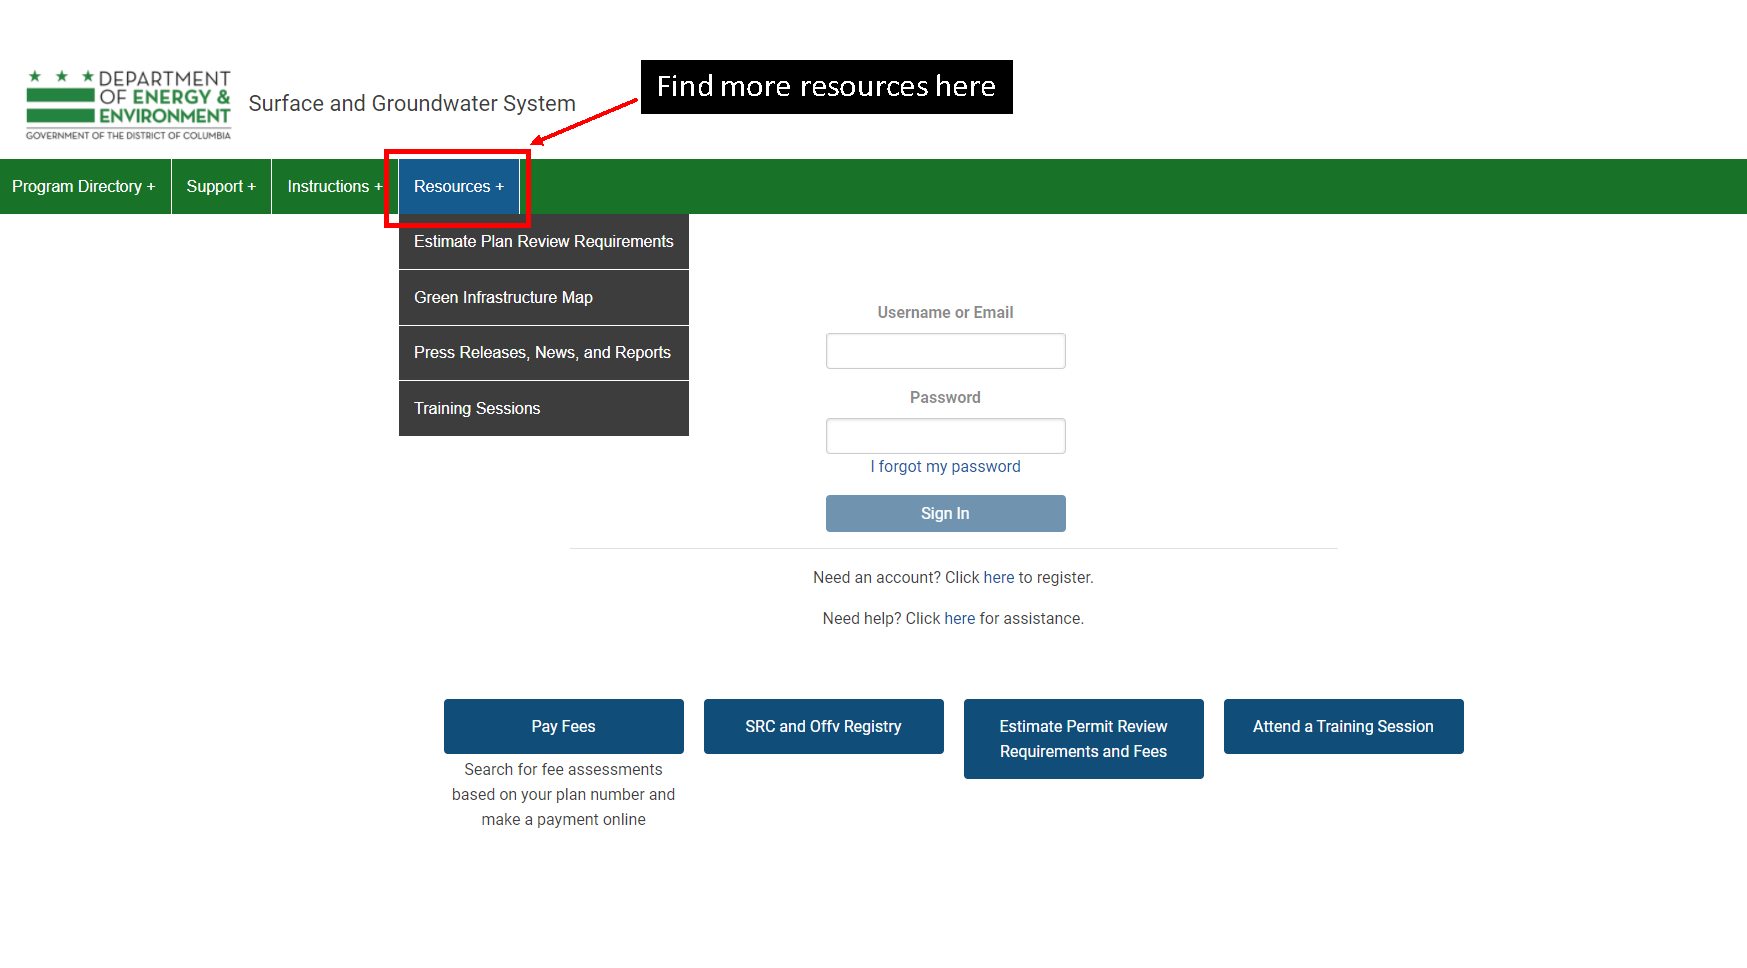 DEPARTMENT
OF ENERGY &
ENVIRONMENT
GOVERNMENT OF THE DISTRICT OF COLUMBIA
Surface and Groundwater System
Find more resources here
Program Directory +
Support +
Instructions +
Resources +
Estimate Plan Review Requirements
Green Infrastructure Map
Press Releases, News, and Reports
Training Sessions
Username or Email
Password
I forgot my password
Sign In
Need an account? Click here to register.
Need help? Click here for assistance.
Pay Fees
Search for fee assessments
based on your plan number and
make a payment online
SRC and Offv Registry
Estimate Permit Review
Requirements and Fees
Attend a Training Session